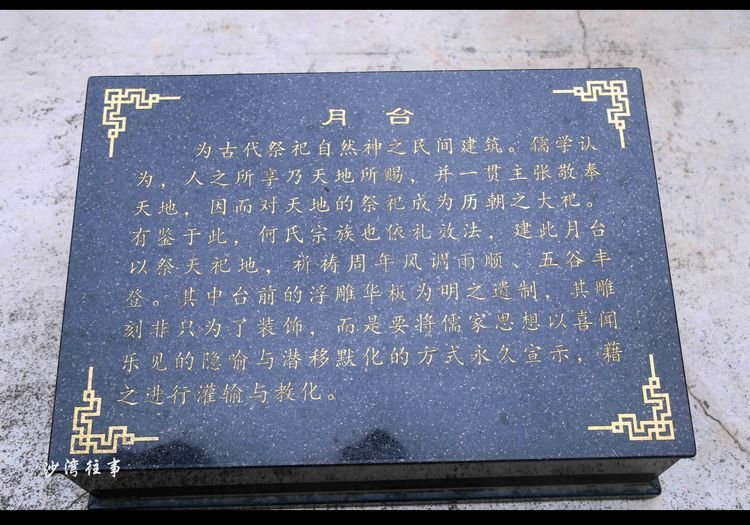 月台
为古代祭祀自然神之民间建筑。儒学认
为，人之所享乃天地所赐，并一贯主张敬奉
天地，因而对天地的祭祀成为历朝之大祀。
有鉴于此，何氏宗族也依礼效法，建此月台
以祭天祀地，祈祷周年风调雨顺、五谷丰
登。其中台前的浮雕华板为明之遗制，其雕
刻非只为了装饰，而是要将儒家思想以喜闻
乐见的隐喻与潜移默化的方式永久宣示，藉
之进行灌输与教化。
沙湾往事